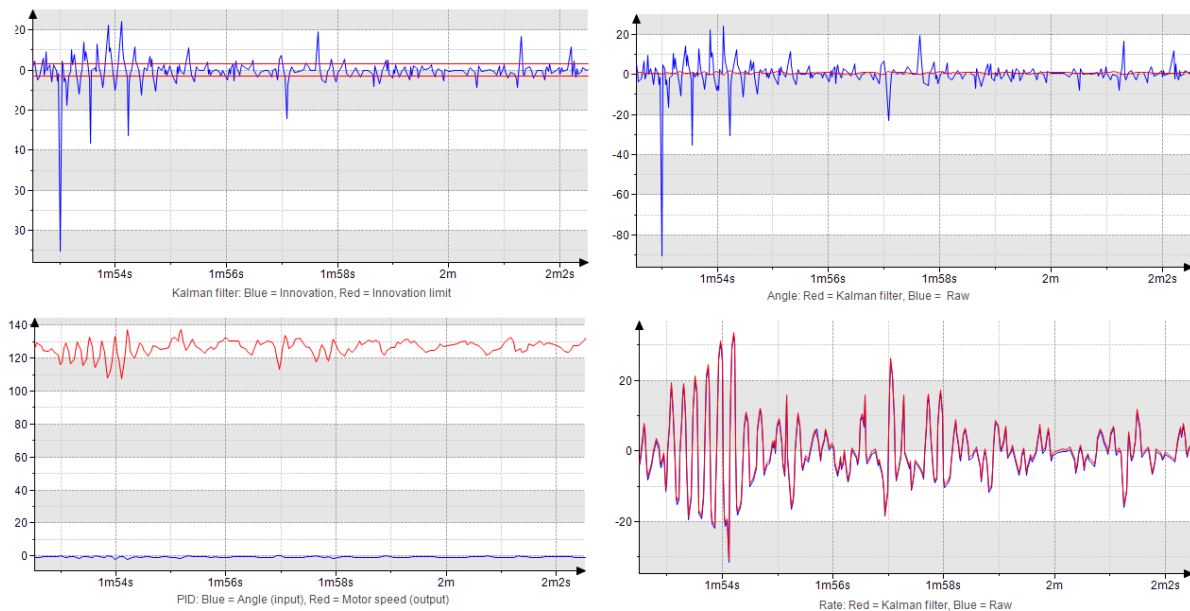 20
0
20
40
60
80
1m54s 1m56s 1m58s 2m 2m2s
Kalman filter: Blue = Innovation, Red = Innovation limit
20
0
-20
-40
-60
-80
1m54s 1m56s 1m58s 2m 2m2s
Angle: Red = Kalman filter, Blue = Raw
140
120
100
80
60
40
20
0
1m54s 1m56s 1m58s 2m 2m2s
PID: Blue = Angle (input), Red = Motor speed (output)
20
0
-20
1m54s 1m56s 1m58s 2m 2m2s
Rate: Red = Kalman filter, Blue = Raw